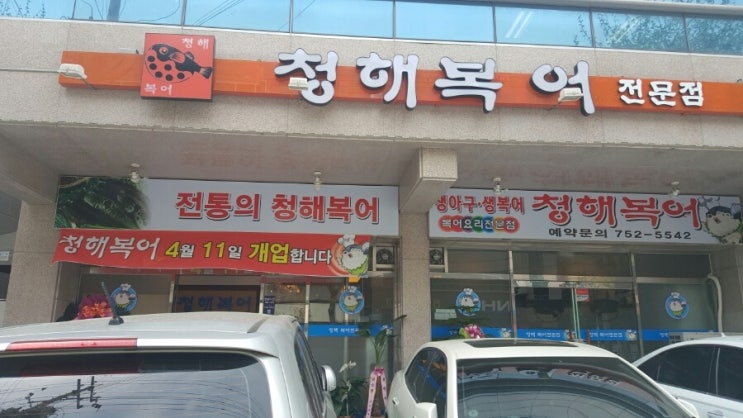 청해
복어
청해복어 전문점
전통의 청해복어
청해복어 4월 11일 개업합니다
생아구·생복어
복어요리전문점
청해복어
예약문의 752-5542
청해복어